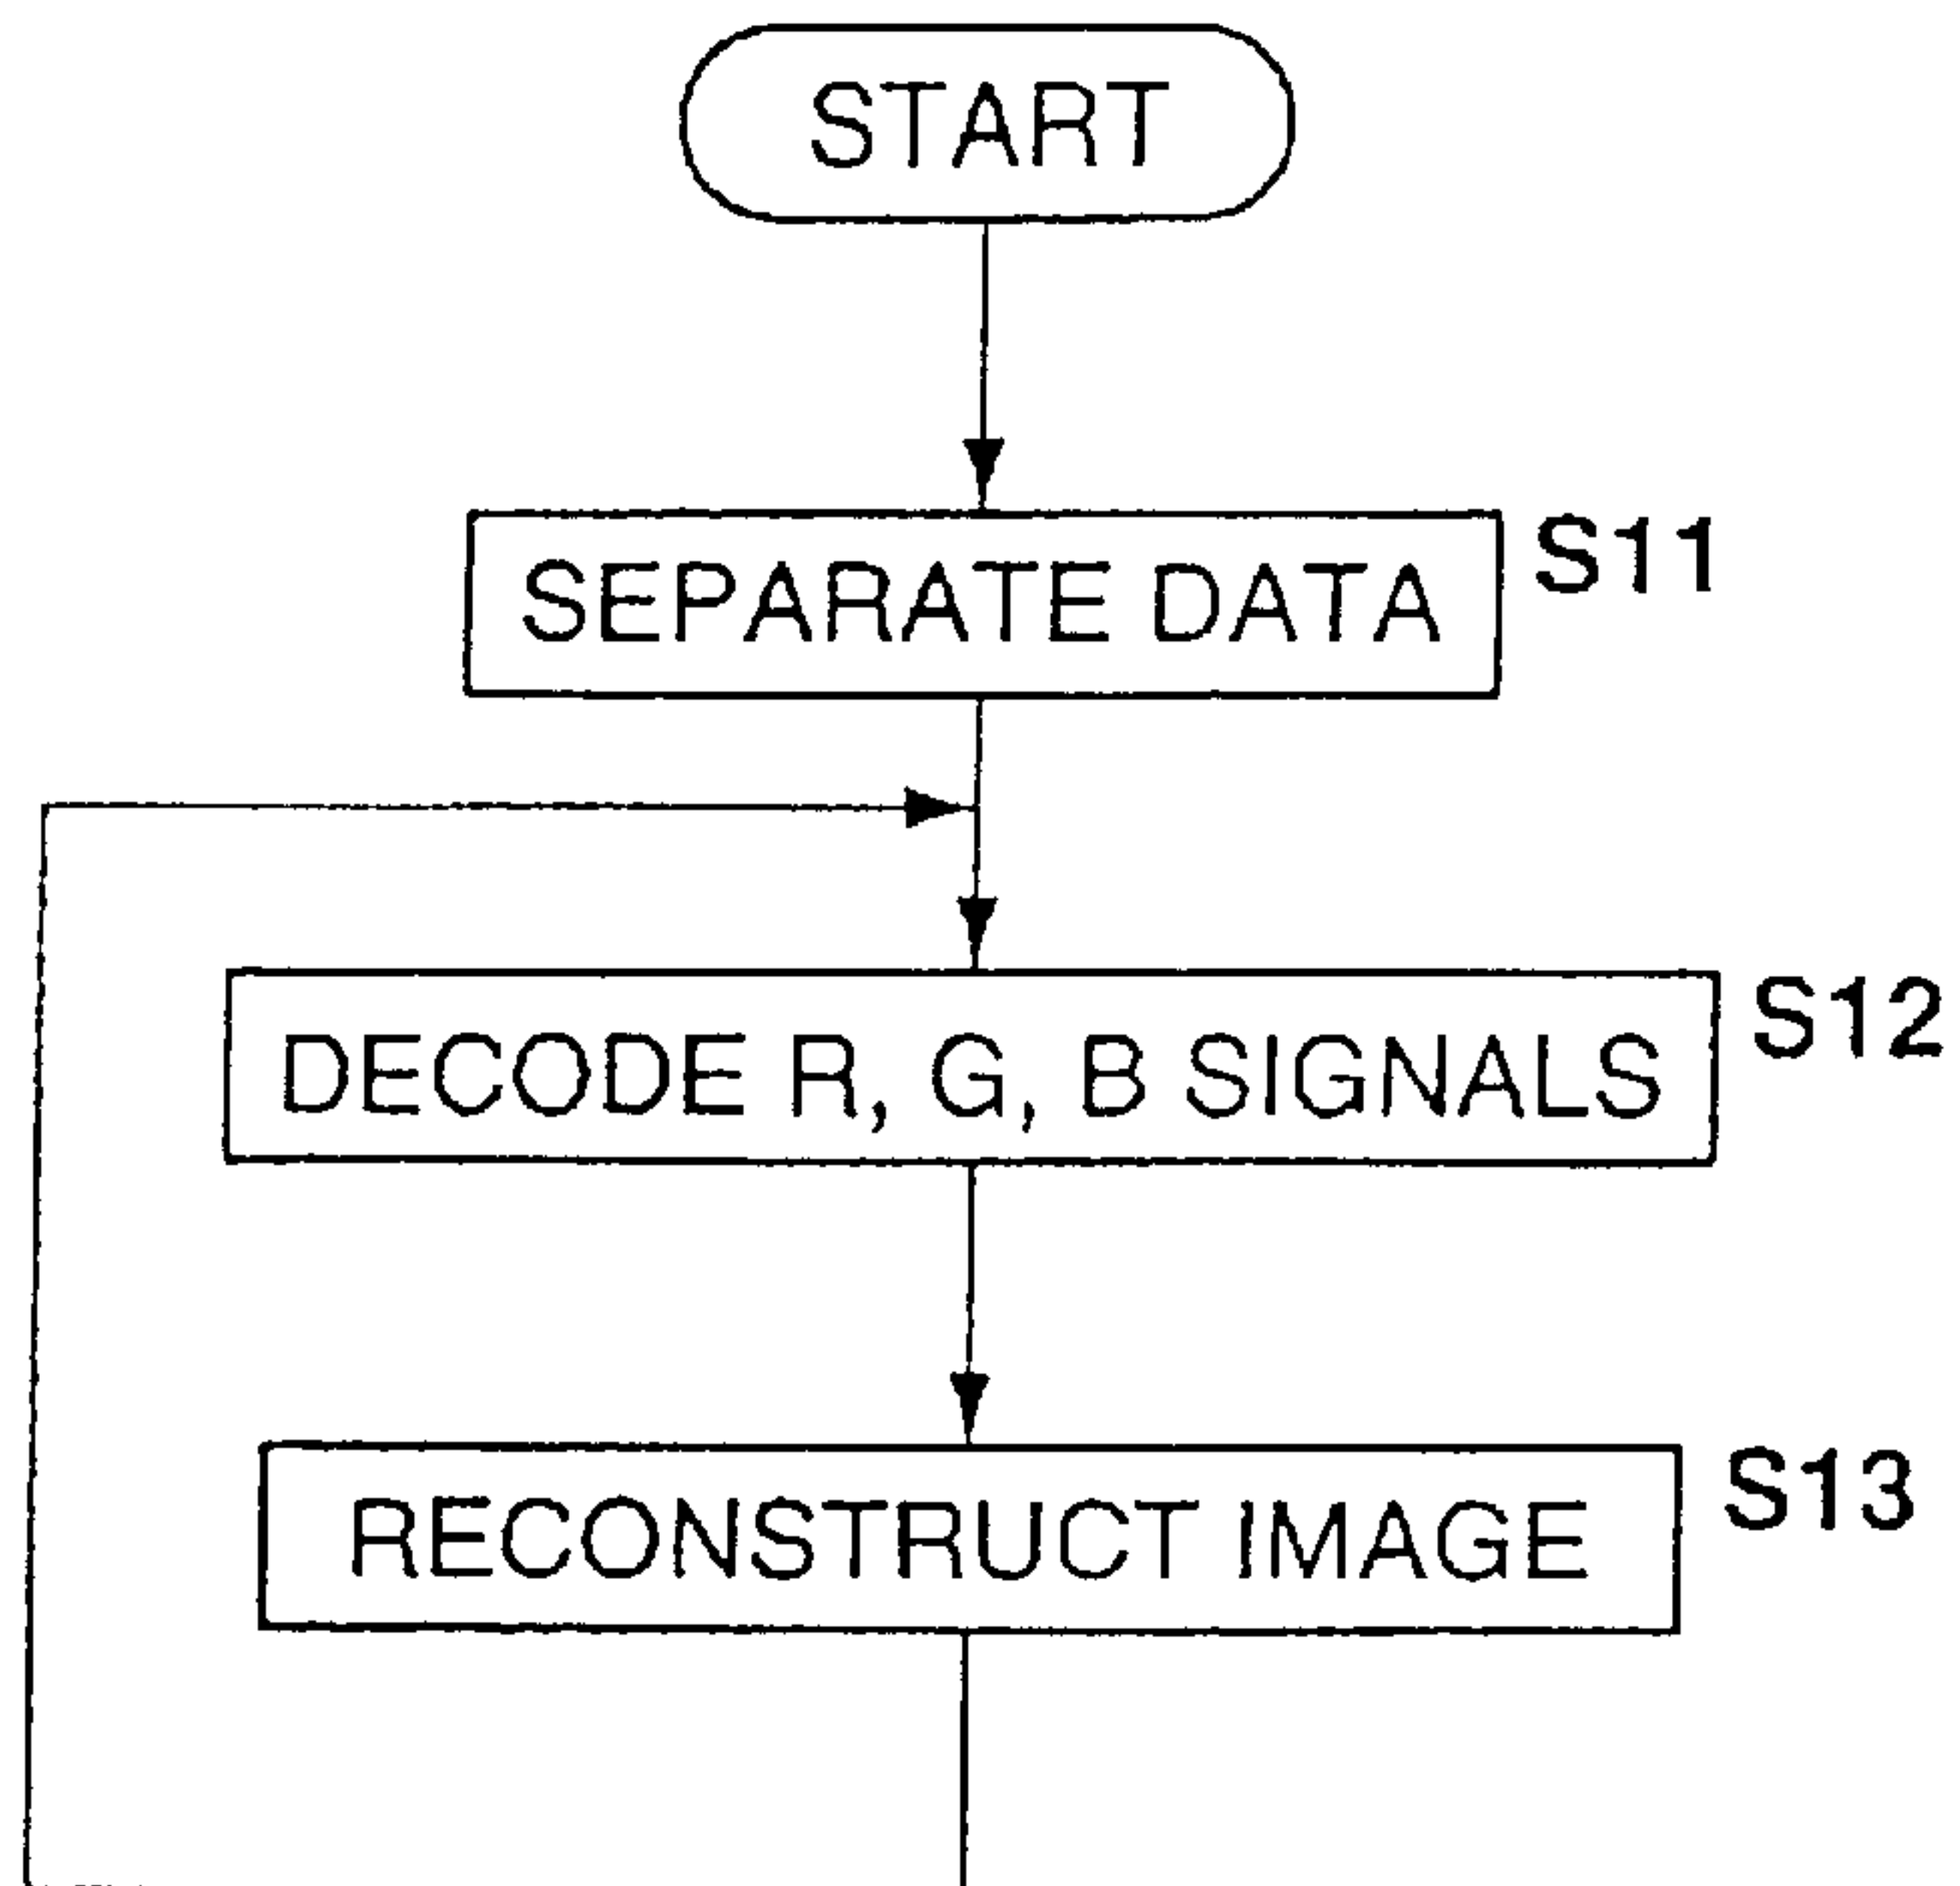 START
SEPARATE DATA
S11
DECODE R, G, B SIGNALS
S12
RECONSTRUCT IMAGE
S13